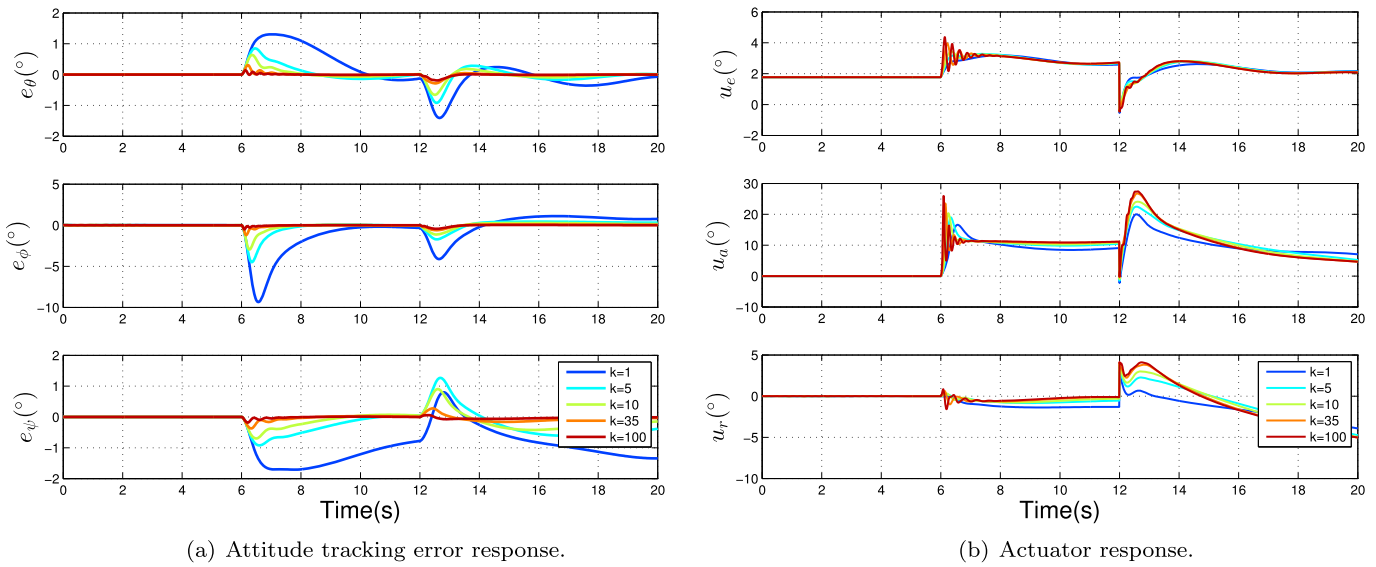 2
1
0
−1
−2
e_θ(°)
0 2 4 6 8 10 12 14 16 18 20
5
0
−5
−10
e_ϕ(°)
0 2 4 6 8 10 12 14 16 18 20
2
1
0
−1
−2
e_ψ(°)
k=1
k=5
k=10
k=35
k=100
0 2 4 6 8 10 12 14 16 18 20
Time(s)
(a) Attitude tracking error response.
6
4
2
0
−2
u_e(°)
0 2 4 6 8 10 12 14 16 18 20
30
20
10
0
−10
u_a(°)
0 2 4 6 8 10 12 14 16 18 20
5
0
−5
−10
u_r(°)
k=1
k=5
k=10
k=35
k=100
0 2 4 6 8 10 12 14 16 18 20
Time(s)
(b) Actuator response.